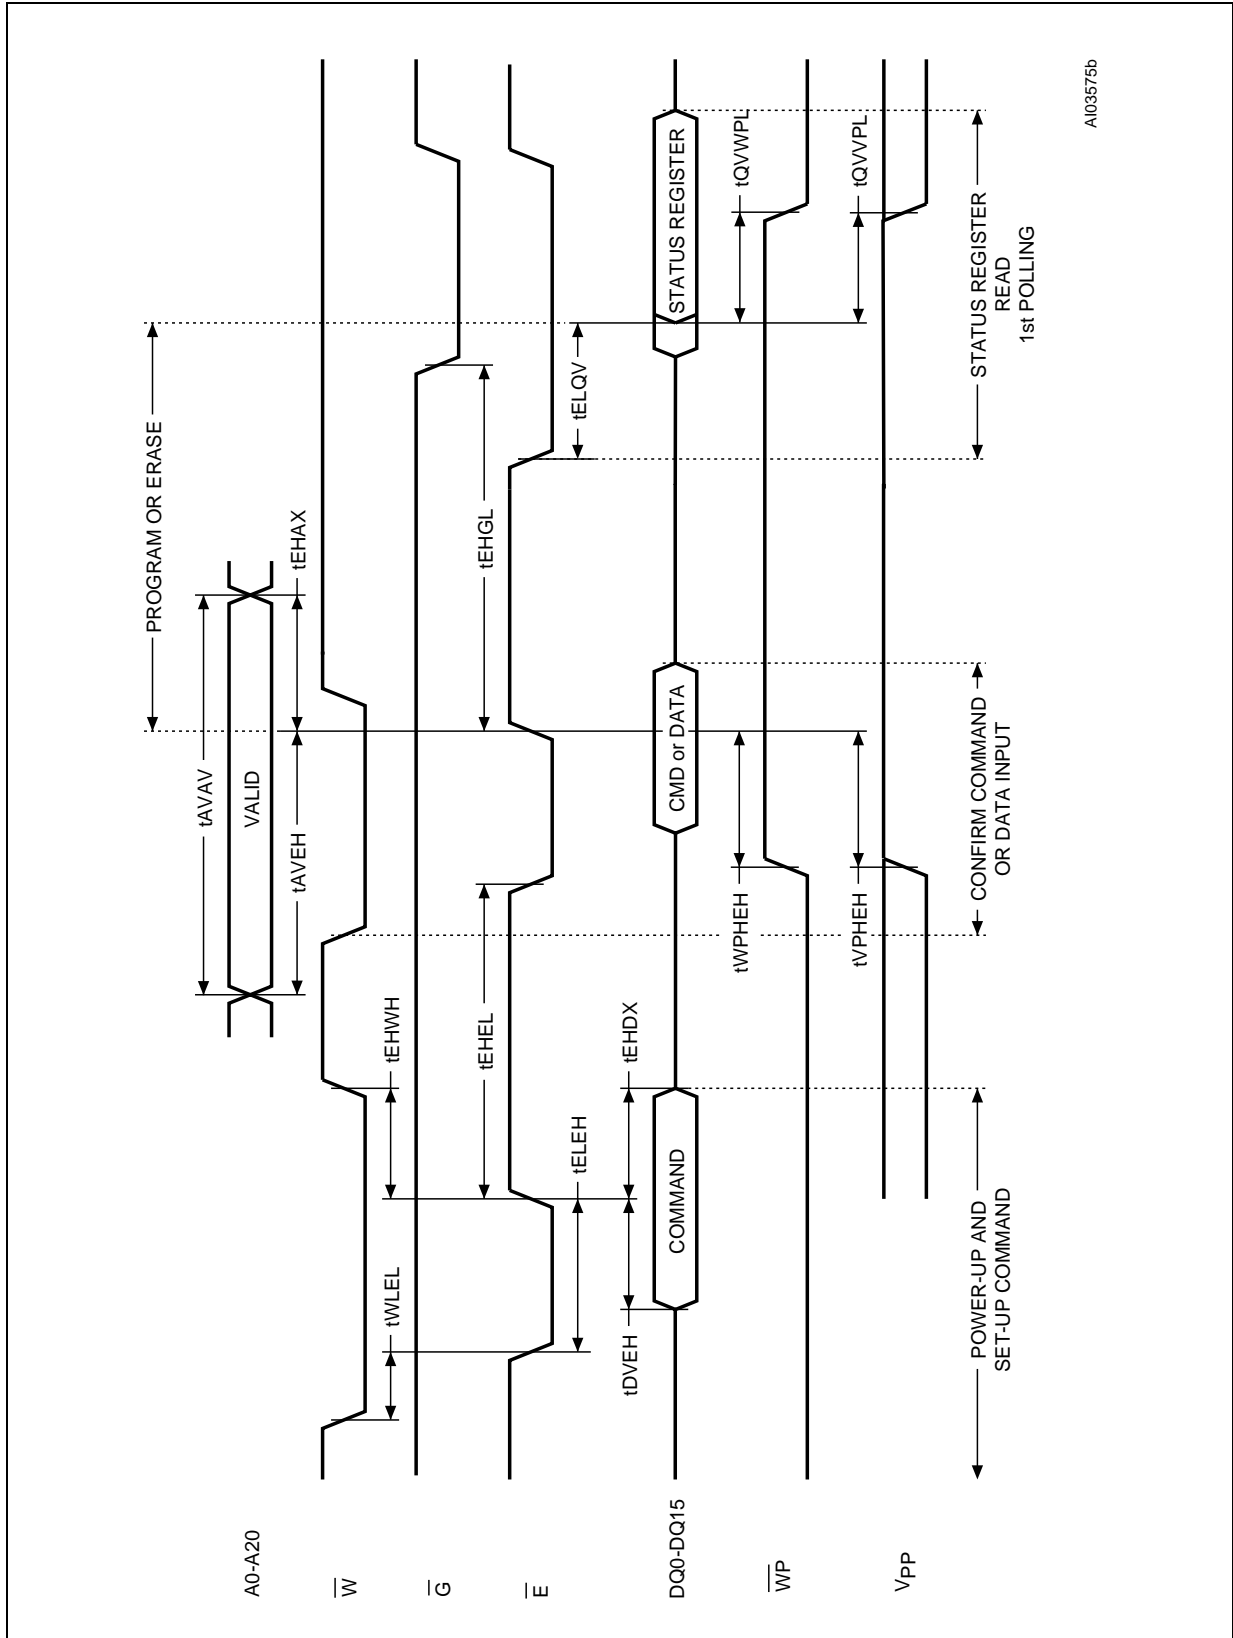 PROGRAM OR ERASE
tAVAV
A0-A20
VALID
tAVEH
tEHAX
W
tWLEL
tEHWH
G
tEHEL
tEHGL
E
tELEH
tELQV
tDVEH
tEHDX
DQ0-DQ15
COMMAND
CMD or DATA
STATUS REGISTER
tWPHEH
tQVWPL
WP
tVPHEH
tQVVPL
VPP
POWER-UP AND
SET-UP COMMAND
CONFIRM COMMAND
OR DATA INPUT
STATUS REGISTER
READ
1st POLLING
AI03575b